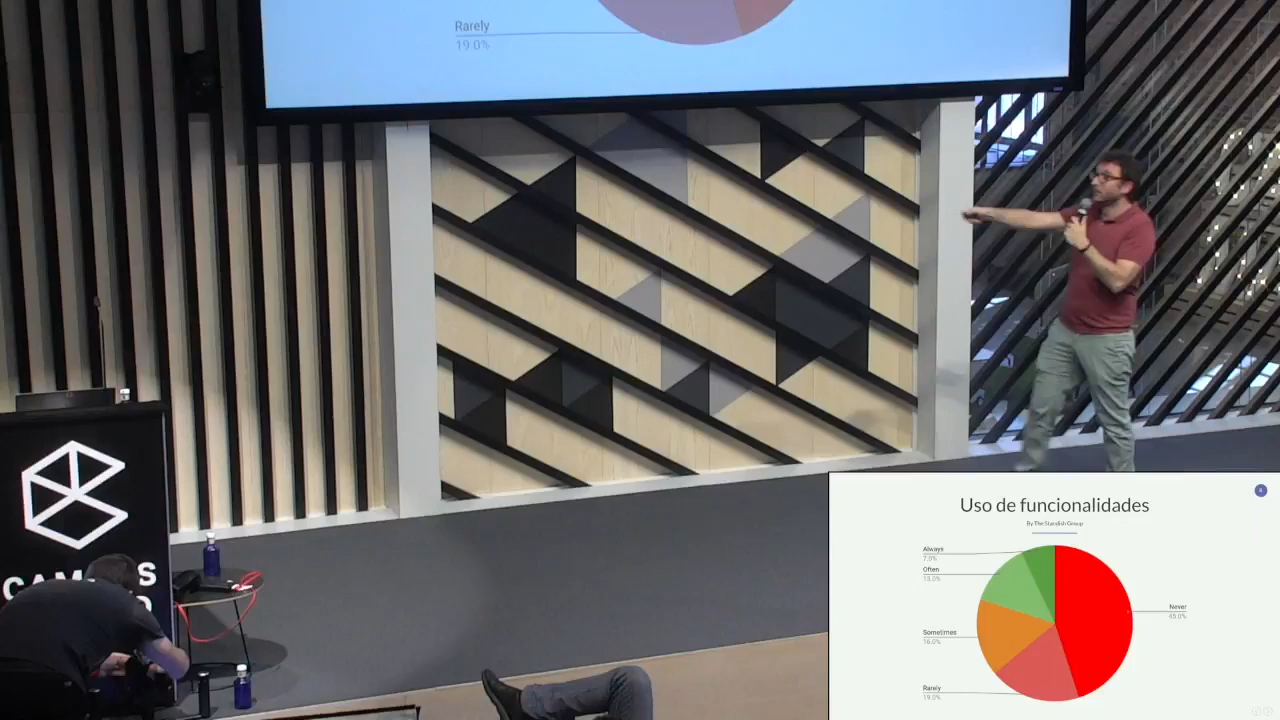 Rarely
19.0%
CAM
S
O
Uso de funcionalidades
By The Standish Group
Always
7.0%
Often
13.0%
Sometimes
16.0%
Rarely
19.0%
Never
45.0%